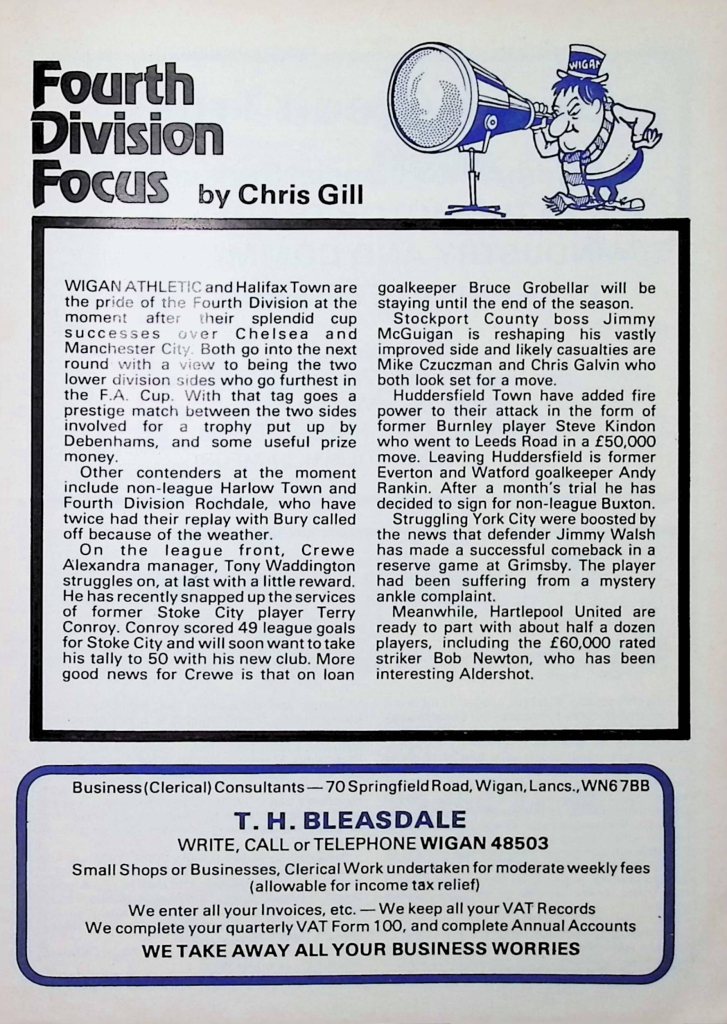 Fourth
Division
Focus by Chris Gill
WIGAN
WIGAN ATHLETIC and Halifax Town are
the pride of the Fourth Division at the
moment after their splendid cup
successes over Chelsea and
Manchester City. Both go into the next
round with a view to being the two
lower division sides who go furthest in
the F.A. Cup. With that tag goes a
prestige match between the two sides
involved for a trophy put up by
Debenhams, and some useful prize
money.
Other contenders at the moment
include non-league Harlow Town and
Fourth Division Rochdale, who have
twice had their replay with Bury called
off because of the weather.
On the league front, Crewe
Alexandra manager, Tony Waddington
struggles on, at last with a little reward.
He has recently snapped up the services
of former Stoke City player Terry
Conroy. Conroy scored 49 league goals
for Stoke City and will soon want to take
his tally to 50 with his new club. More
good news for Crewe is that on loan
goalkeeper Bruce Grobellar will be
staying until the end of the season.
Stockport County boss Jimmy
McGuigan is reshaping his vastly
improved side and likely casualties are
Mike Czuczman and Chris Galvin who
both look set for a move.
Huddersfield Town have added fire
power to their attack in the form of
former Burnley player Steve Kindon
who went to Leeds Road in a £50,000
move. Leaving Huddersfield is former
Everton and Watford goalkeeper Andy
Rankin. After a month's trial he has
decided to sign for non-league Buxton.
Struggling York City were boosted by
the news that defender Jimmy Walsh
has made a successful comeback in a
reserve game at Grimsby. The player
had been suffering from a mystery
ankle complaint.
Meanwhile, Hartlepool United are
ready to part with about half a dozen
players, including the £60,000 rated
striker Bob Newton, who has been
interesting Aldershot.
Business (Clerical) Consultants — 70 Springfield Road, Wigan, Lancs., WN6 7BB
T. H. BLEASDALE
WRITE, CALL or TELEPHONE WIGAN 48503
Small Shops or Businesses, Clerical Work undertaken for moderate weekly fees
(allowable for income tax relief)
We enter all your Invoices, etc. — We keep all your VAT Records
We complete your quarterly VAT Form 100, and complete Annual Accounts
WE TAKE AWAY ALL YOUR BUSINESS WORRIES